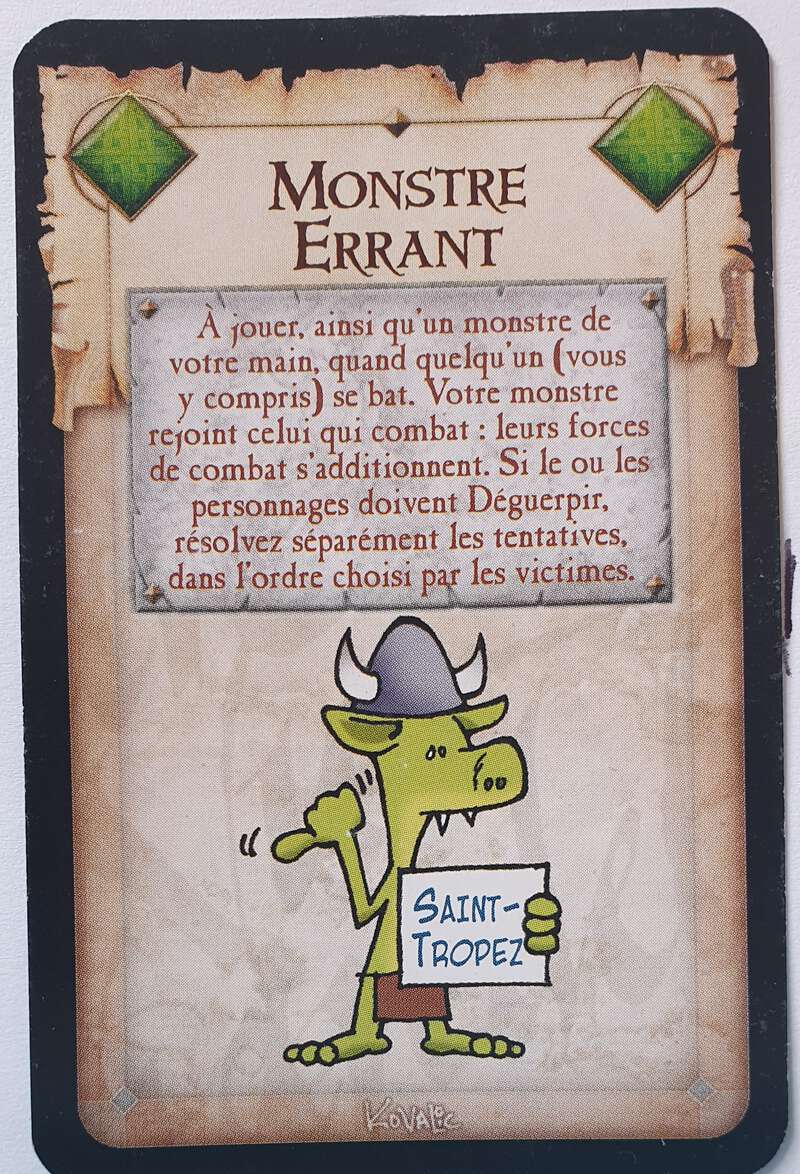 Monstre
Errant
À jouer, ainsi qu'un monstre de
votre main, quand quelqu'un (vous
y compris) se bat. Votre monstre
rejoint celui qui combat : leurs forces
de combat s'additionnent. Si le ou les
personnages doivent Déguerpir,
résolvez séparément les tentatives,
dans l'ordre choisi par les victimes.
Saint-
Tropez
Kovalic